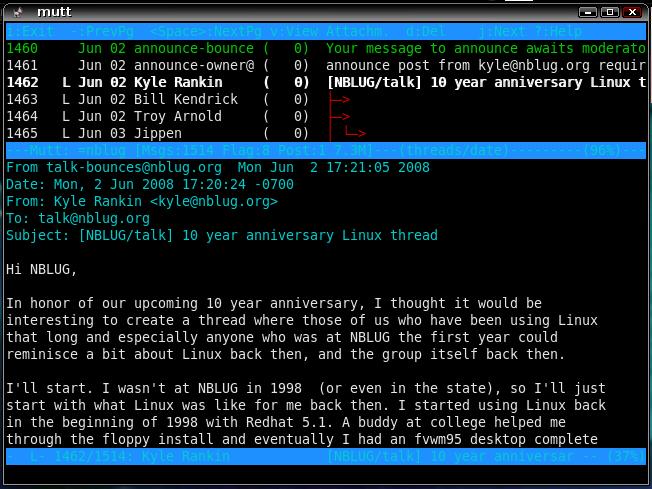 mutt
i:Exit  -:PrevPg  <Space>:NextPg v:View Attachm.  d:Del    j:Next ?:Help
1460     Jun 02 announce-bounce (   0)  Your message to announce awaits moderato
1461     Jun 02 announce-owner@ (   0)  announce post from kyle@nblug.org requir
1462   L Jun 02 Kyle Rankin     (   0)  [NBLUG/talk] 10 year anniversary Linux t
1463   L Jun 02 Bill Kendrick   (   0)  ├─>
1464   L Jun 02 Troy Arnold     (   0)  ├─>
1465   L Jun 03 Jippen          (   0)  │ └─>
---Mutt: =nblug [Msgs:1514 Flag:8 Post:1 7.3M]---(threads/date)----------(96%)---
From talk-bounces@nblug.org  Mon Jun  2 17:21:05 2008
Date: Mon, 2 Jun 2008 17:20:24 -0700
From: Kyle Rankin <kyle@nblug.org>
To: talk@nblug.org
Subject: [NBLUG/talk] 10 year anniversary Linux thread
Hi NBLUG,
In honor of our upcoming 10 year anniversary, I thought it would be
interesting to create a thread where those of us who have been using Linux
that long and especially anyone who was at NBLUG the first year could
reminisce a bit about Linux back then, and the group itself back then.
I'll start. I wasn't at NBLUG in 1998  (or even in the state), so I'll just
start with what Linux was like for me back then. I started using Linux back
in the beginning of 1998 with Redhat 5.1. A buddy at college helped me
through the floppy install and eventually I had an fvwm95 desktop complete
-  L- 1462/1514: Kyle Rankin            [NBLUG/talk] 10 year anniversar -- (37%)